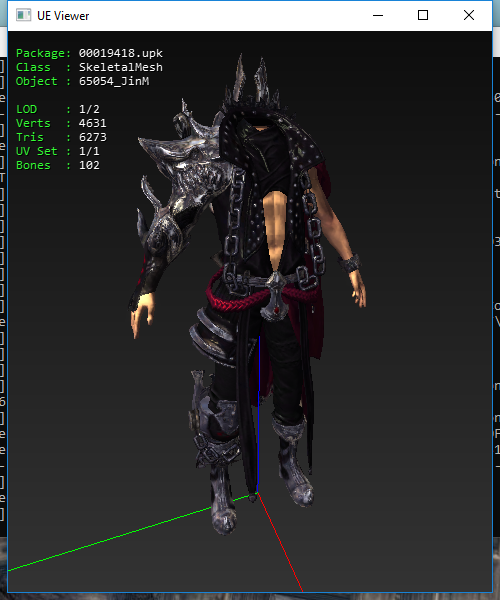 UE Viewer
Package: 00019418.upk
Class : SkeletalMesh
Object : 65054_JinM
LOD : 1/2
Verts : 4631
Tris : 6273
UV Set : 1/1
Bones : 102